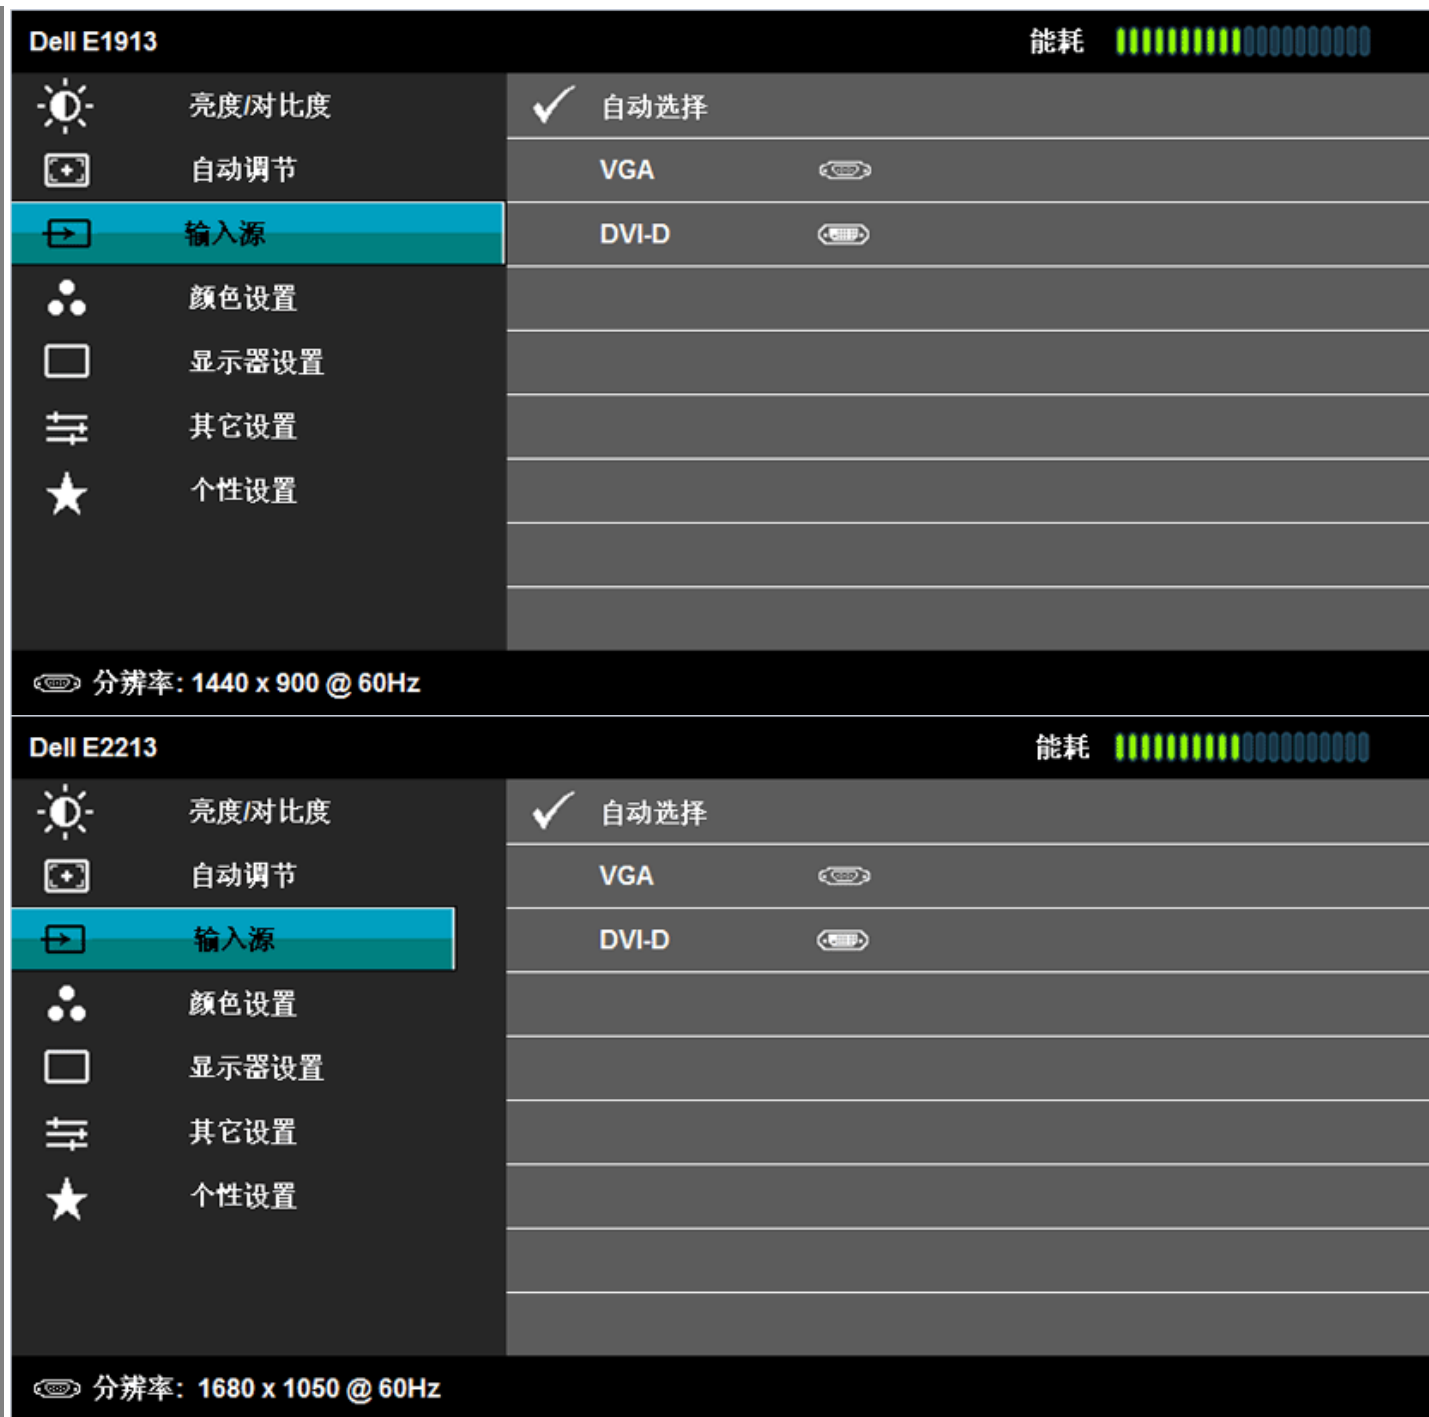 Dell E1913 能耗
亮度/对比度 自动选择
自动调节 VGA
输入源 DVI-D
颜色设置
显示器设置
其它设置
个性设置
分辨率: 1440 x 900 @ 60Hz
Dell E2213 能耗
亮度/对比度 自动选择
自动调节 VGA
输入源 DVI-D
颜色设置
显示器设置
其它设置
个性设置
分辨率: 1680 x 1050 @ 60Hz